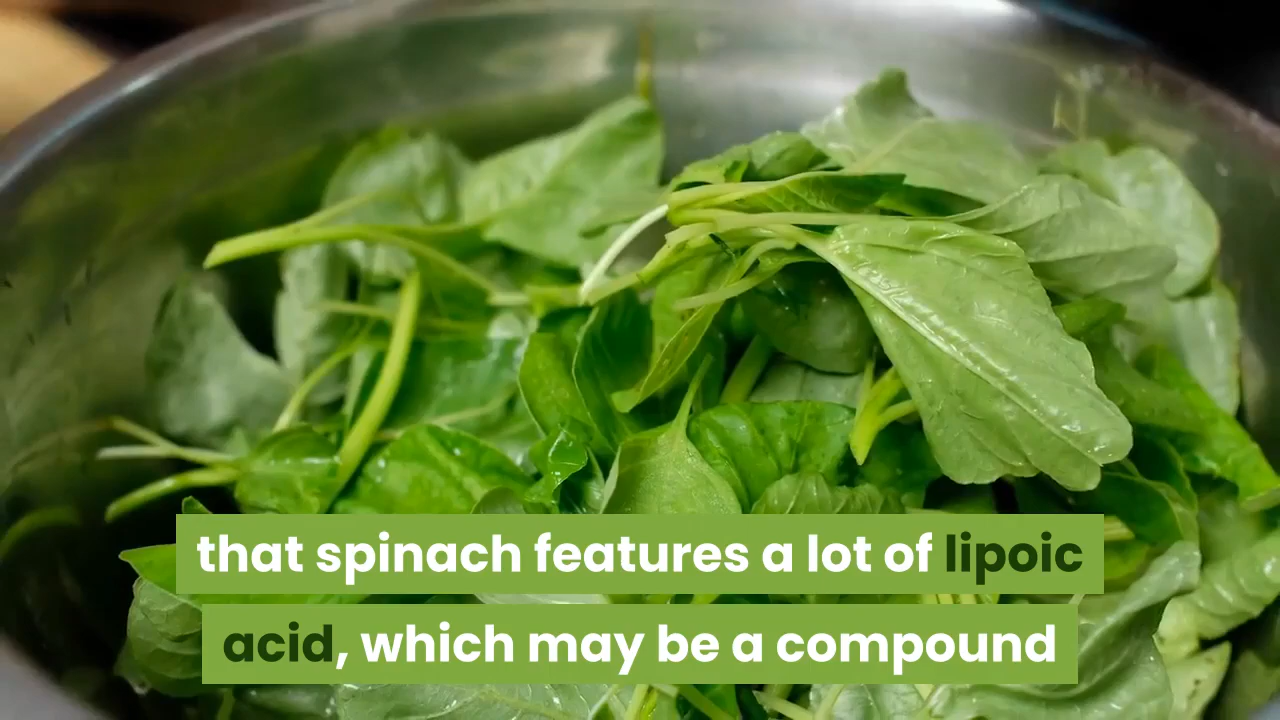 that spinach features a lot of lipoic
acid, which may be a compound